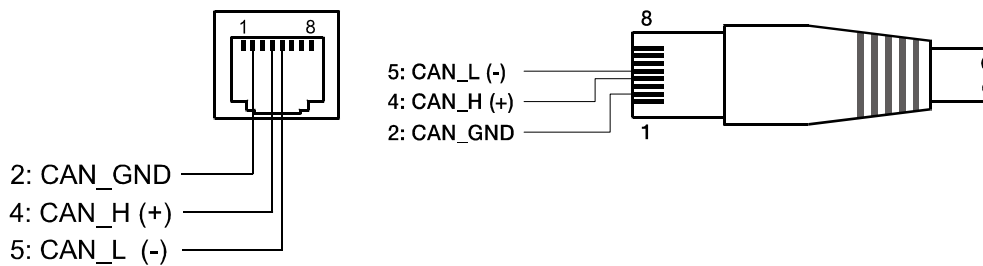 1 8
2: CAN_GND
4: CAN_H (+)
5: CAN_L (-)
8
5: CAN_L (-)
4: CAN_H (+)
2: CAN_GND
1